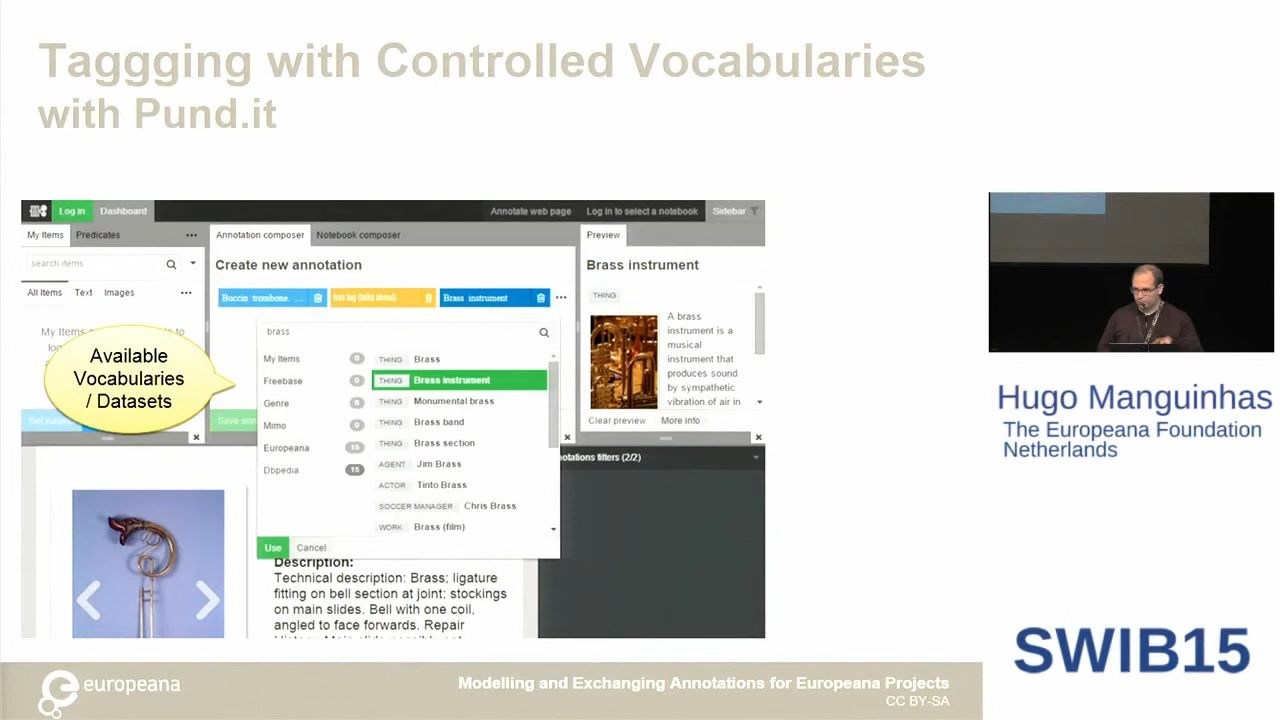 Taggging with Controlled Vocabularies
with Pund.it
Log in
Dashboard
Annotate web page
Log in to select a notebook
Sidebar
My Items
Predicates
Annotation composer
Notebook composer
Preview
search items
Create new annotation
Brass instrument
All Items
Text
Images
Buccin trombone. ...
has tag (talks about)
Brass instrument
THING
My Items
to
brass
Available
Vocabularies
/ Datasets
My Items
0
Freebase
0
Genre
Mimo
0
Europeana
15
Dbpedia
15
THING Brass
THING Brass instrument
THING Monumental brass
THING Brass band
THING Brass section
AGENT Jim Brass
ACTOR Tinto Brass
SOCCER MANAGER Chris Brass
WORK Brass (film)
Use
Cancel
A brass
instrument is a
musical
instrument that
produces sound
by sympathetic
vibration of air in
Clear preview
More info
notations filters (2/2)
Description:
Technical description: Brass; ligature
fitting on bell section at joint; stockings
on main slides. Bell with one coil,
angled to face forwards. Repair
europeana
Modelling and Exchanging Annotations for Europeana Projects
CC BY-SA
Hugo Manguinhas
The Europeana Foundation
Netherlands
SWIB15